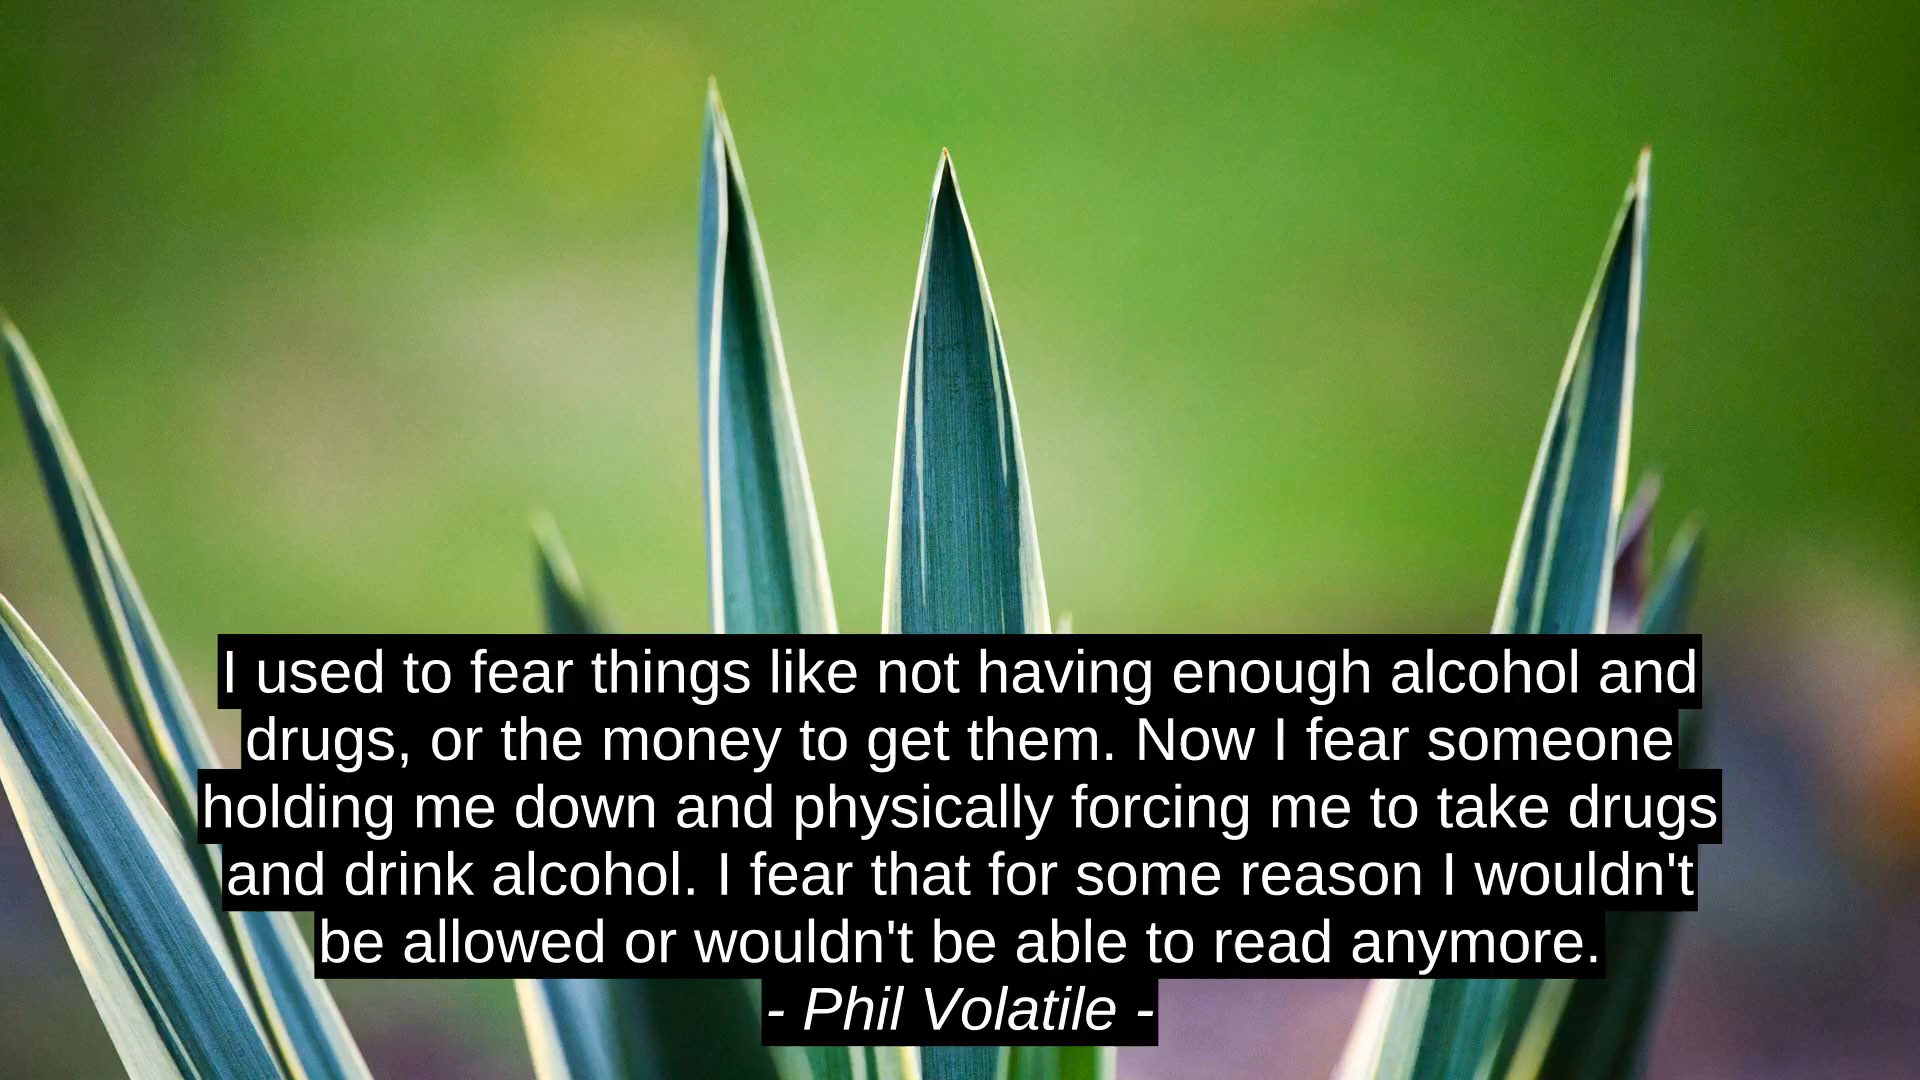 I used to fear things like not having enough alcohol and
drugs, or the money to get them. Now I fear someone
holding me down and physically forcing me to take drugs
and drink alcohol. I fear that for some reason I wouldn't
be allowed or wouldn't be able to read anymore.
- Phil Volatile -